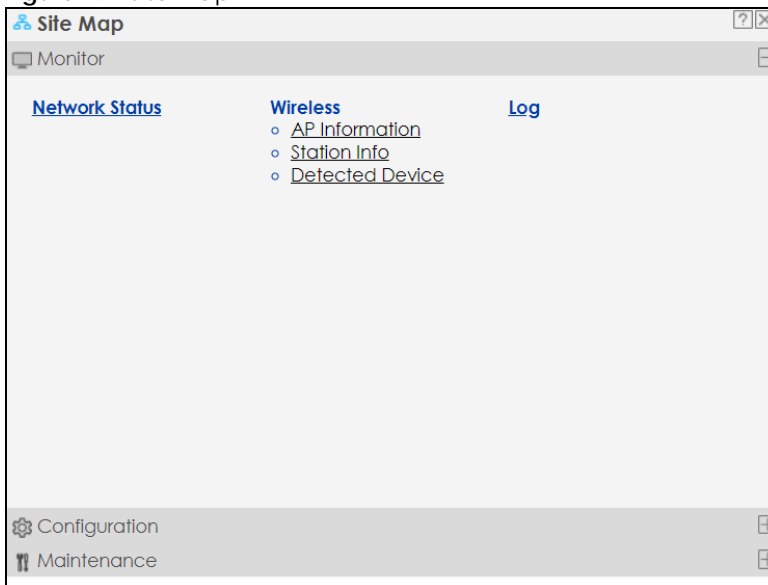 Site Map
Monitor
Network Status
Wireless
AP Information
Station Info
Detected Device
Log
Configuration
Maintenance